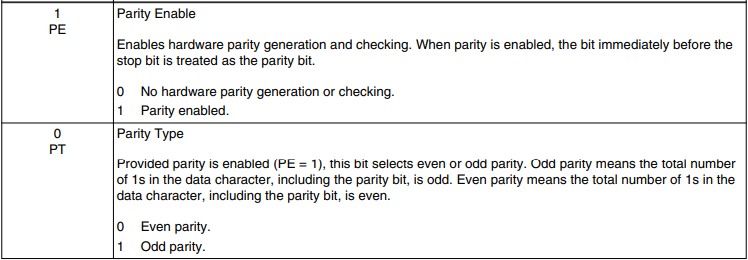 1
PE
Parity Enable
Enables hardware parity generation and checking. When parity is enabled, the bit immediately before the
stop bit is treated as the parity bit.
0 No hardware parity generation or checking.
1 Parity enabled.
0
PT
Parity Type
Provided parity is enabled (PE = 1), this bit selects even or odd parity. Odd parity means the total number
of 1s in the data character, including the parity bit, is odd. Even parity means the total number of 1s in the
data character, including the parity bit, is even.
0 Even parity.
1 Odd parity.